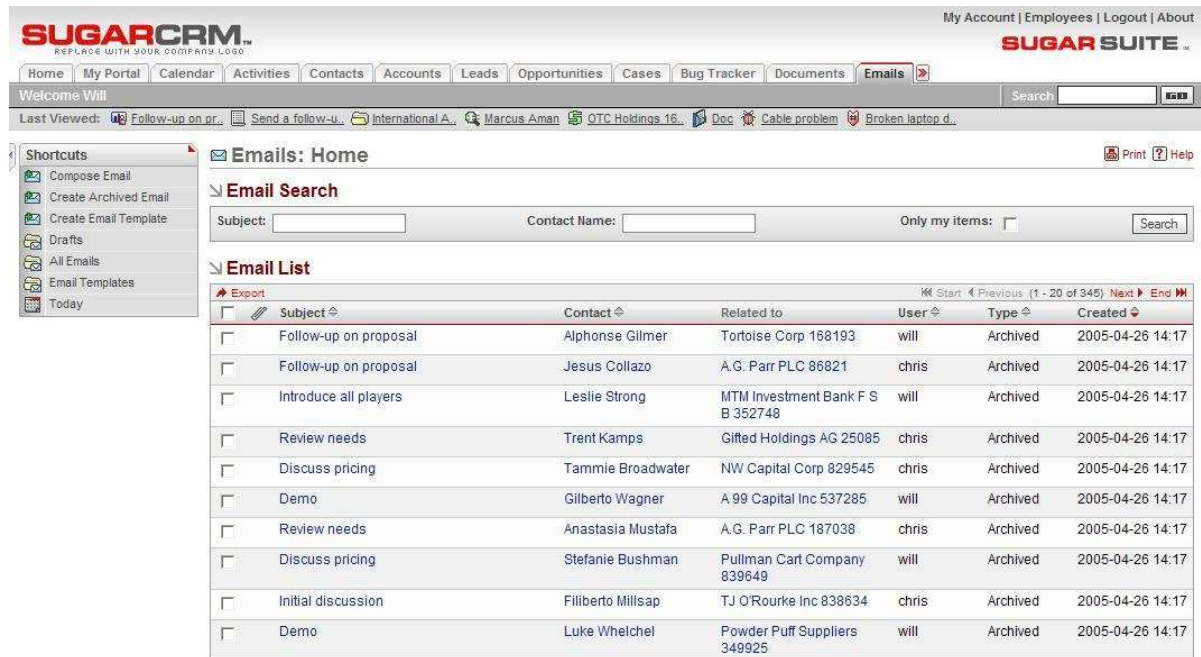 My Account | Employees | Logout | About
SUGARCRM™
REPLACE WITH YOUR COMPANY LOGO
SUGAR SUITE
Home My Portal Calendar Activities Contacts Accounts Leads Opportunities Cases Bug Tracker Documents Emails
Welcome Will Search GO
Last Viewed: Follow-up on pr.. Send a follow-u.. International A.. Marcus Aman OTC Holdings 16.. Doc Cable problem Broken laptop d..
Shortcuts
Compose Email
Create Archived Email
Create Email Template
Drafts
All Emails
Email Templates
Today
Emails: Home Print ? Help
Email Search
Subject: Contact Name: Only my items: Search
Email List
Export Start Previous (1 - 20 of 345) Next End
Subject Contact Related to User Type Created
Follow-up on proposal Alphonse Gilmer Tortoise Corp 168193 will Archived 2005-04-26 14:17
Follow-up on proposal Jesus Collazo A.G. Parr PLC 86821 chris Archived 2005-04-26 14:17
Introduce all players Leslie Strong MTM Investment Bank F S will Archived 2005-04-26 14:17
B 352748
Review needs Trent Kamps Gifted Holdings AG 25085 chris Archived 2005-04-26 14:17
Discuss pricing Tammie Broadwater NW Capital Corp 829545 chris Archived 2005-04-26 14:17
Demo Gilberto Wagner A 99 Capital Inc 537285 will Archived 2005-04-26 14:17
Review needs Anastasia Mustafa A.G. Parr PLC 187038 chris Archived 2005-04-26 14:17
Discuss pricing Stefanie Bushman Pullman Cart Company will Archived 2005-04-26 14:17
839649
Initial discussion Filiberto Millsap TJ O'Rourke Inc 838634 chris Archived 2005-04-26 14:17
Demo Luke Whelchel Powder Puff Suppliers will Archived 2005-04-26 14:17
349925